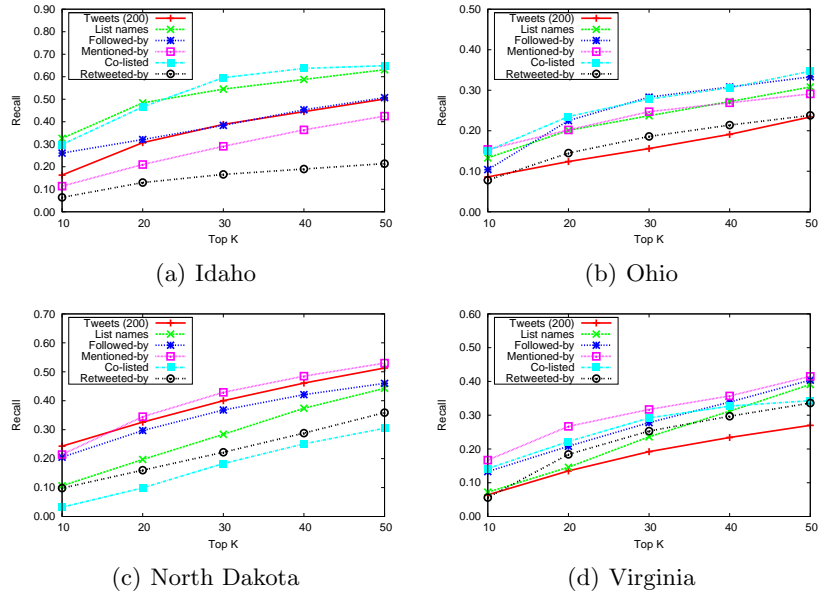 0.90
0.80
0.70
0.60
0.50
0.40
0.30
0.20
0.10
0.00
Recall
Tweets (200)
List names
Followed-by
Mentioned-by
Co-listed
Retweeted-by
10 20 30 40 50
Top K
(a) Idaho
0.50
0.40
0.30
0.20
0.10
0.00
Recall
Tweets (200)
List names
Followed-by
Mentioned-by
Co-listed
Retweeted-by
10 20 30 40 50
Top K
(b) Ohio
0.70
0.60
0.50
0.40
0.30
0.20
0.10
0.00
Recall
Tweets (200)
List names
Followed-by
Mentioned-by
Co-listed
Retweeted-by
10 20 30 40 50
Top K
(c) North Dakota
0.60
0.50
0.40
0.30
0.20
0.10
0.00
Recall
Tweets (200)
List names
Followed-by
Mentioned-by
Co-listed
Retweeted-by
10 20 30 40 50
Top K
(d) Virginia